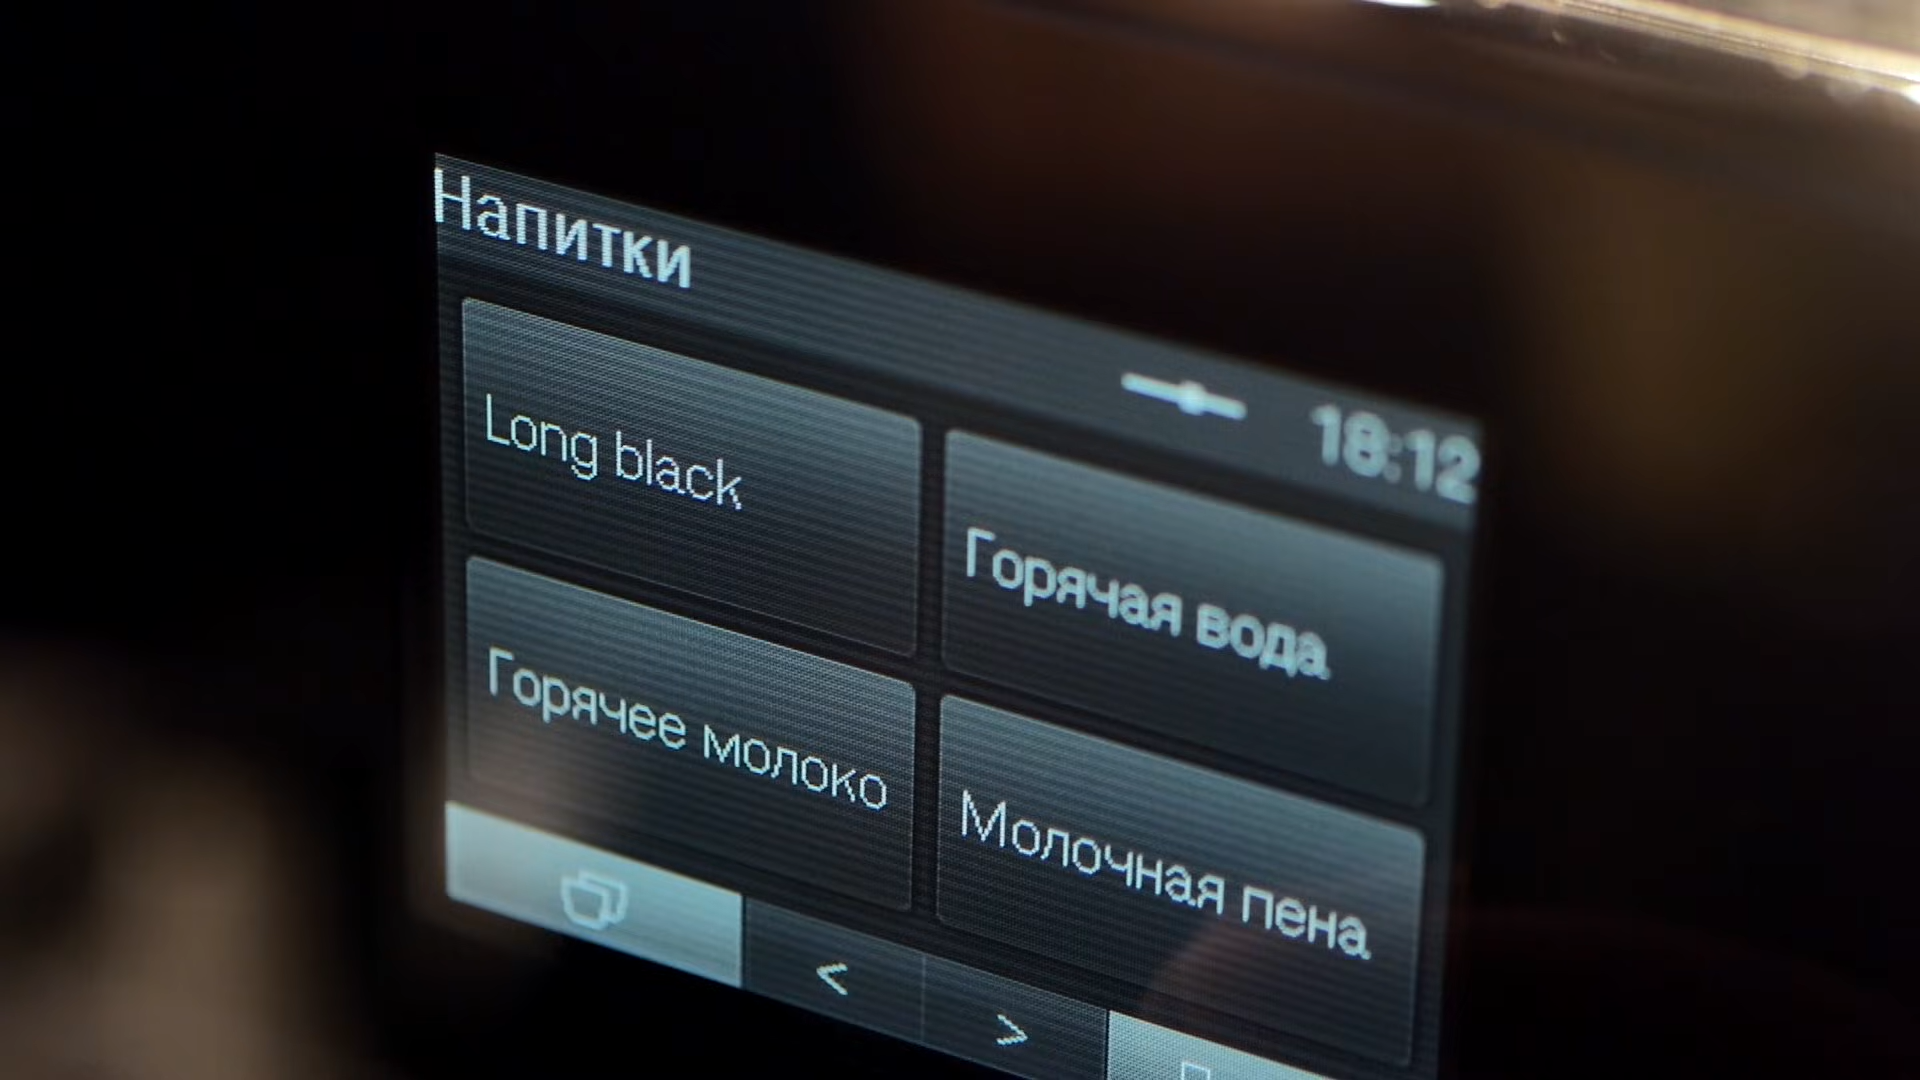 Напитки
18:12
Long black
Горячая вода
Горячее молоко
Молочная пена
<
>